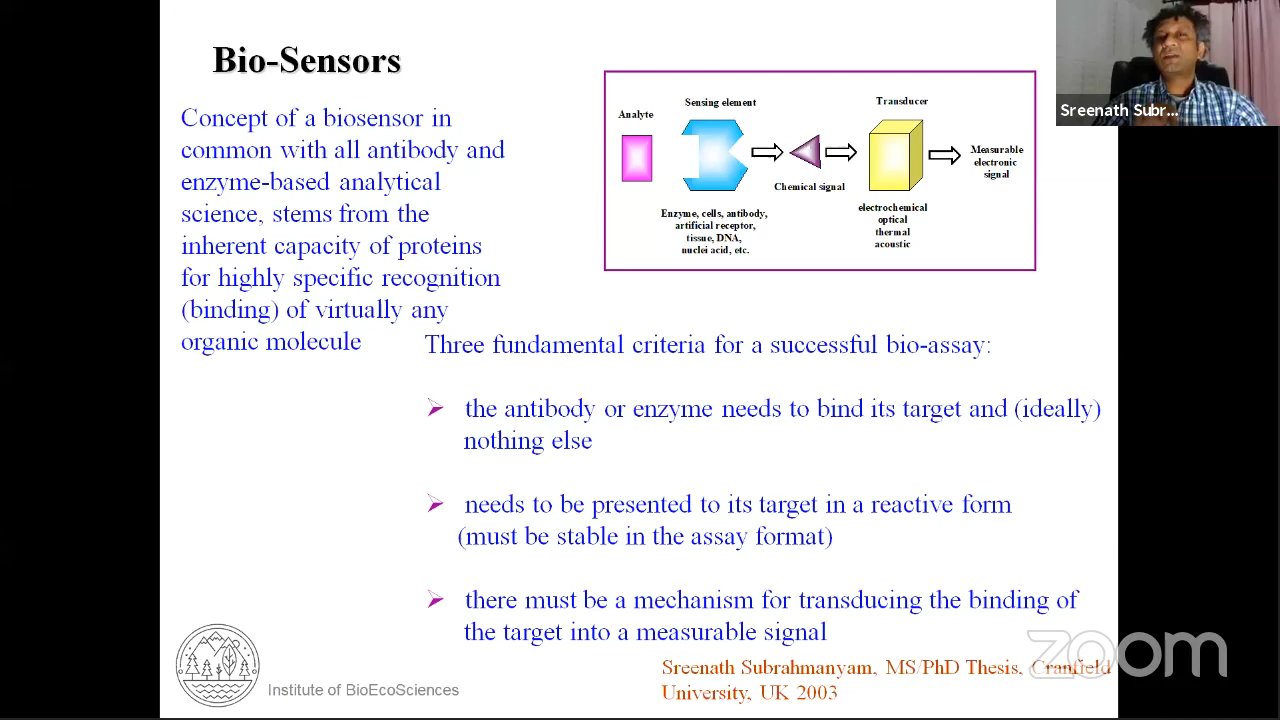 Bio-Sensors
Concept of a biosensor in
common with all antibody and
enzyme-based analytical
science, stems from the
inherent capacity of proteins
for highly specific recognition
(binding) of virtually any
organic molecule
Analyte
Sensing element
Enzyme, cells, antibody,
artificial receptor,
tissue, DNA,
nuclei acid, etc.
Chemical signal
Transducer
electrochemical
optical
thermal
acoustic
Measurable
electronic
signal
Sreenath Subr...
Three fundamental criteria for a successful bio-assay:
the antibody or enzyme needs to bind its target and (ideally)
nothing else
needs to be presented to its target in a reactive form
(must be stable in the assay format)
there must be a mechanism for transducing the binding of
the target into a measurable signal
Sreenath Subrahmanyam, MS/PhD Thesis, Cranfield
University, UK 2003
Institute of BioEcoSciences
zoom